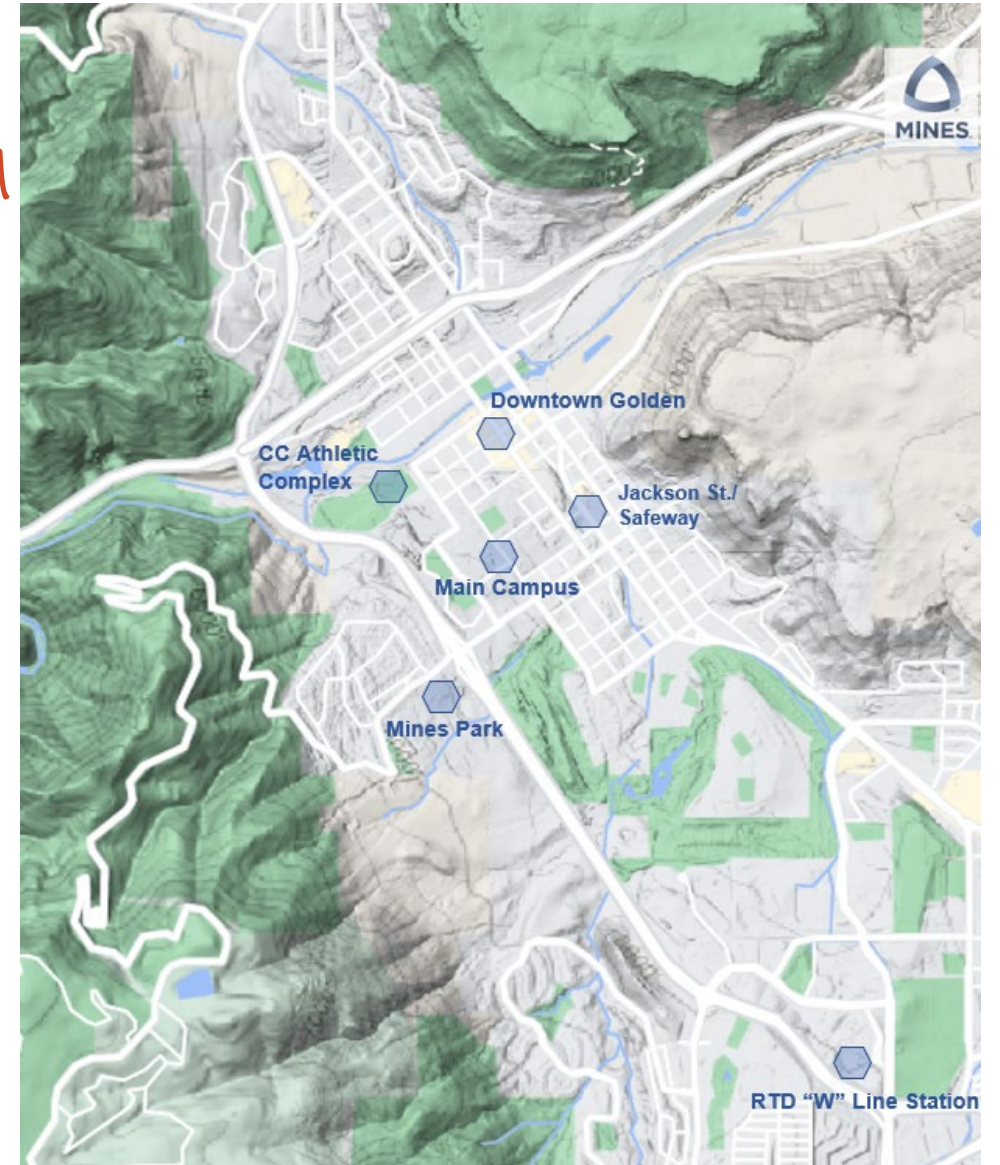 MINES
Downtown Golden
CC Athletic
Complex
Jackson St./
Safeway
Main Campus
Mines Park
RTD “W” Line Station